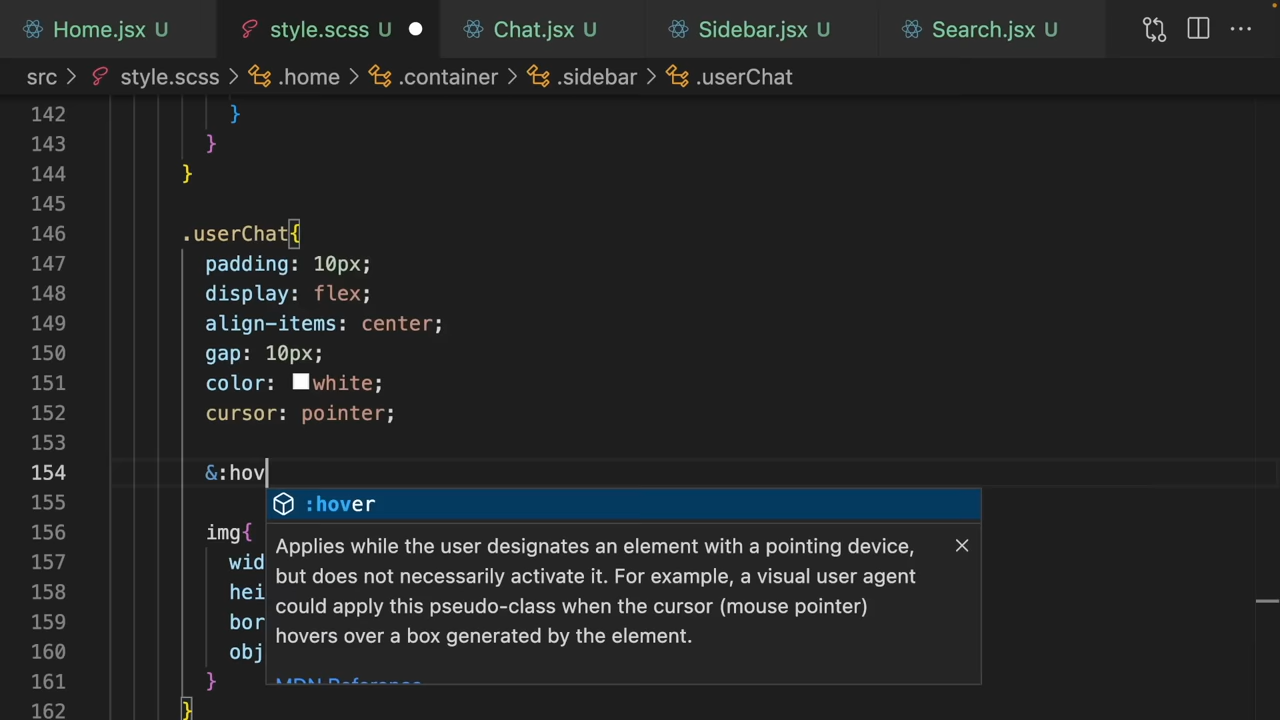 Home.jsx U style.scss U Chat.jsx U Sidebar.jsx U Search.jsx U
src > style.scss > .home > .container > .sidebar > .userChat
142 }
143 }
144 }
145
146 .userChat{
147 padding: 10px;
148 display: flex;
149 align-items: center;
150 gap: 10px;
151 color: white;
152 cursor: pointer;
153
154 &:hov
155 :hover
156 img{ Applies while the user designates an element with a pointing device,
157 wid but does not necessarily activate it. For example, a visual user agent
158 hei could apply this pseudo-class when the cursor (mouse pointer)
159 bor hovers over a box generated by the element.
160 obj
161 } MDN Reference
162 }